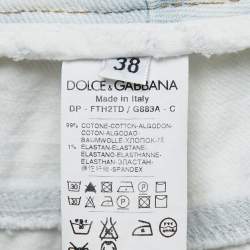 38
DOLCE & GABBANA
Made in Italy
DP - FTH2TD / G883A - C
99% COTONE-COTTON-ALGODON-
COTON-ALGODAO-
BAUMWOLLE-ХЛОПОК-
1% ELASTAN-ELASTANE-
ELASTANO-ELASTHANNE-
ELASTHAN-ЭЛАСТАН-
-SPANDEX